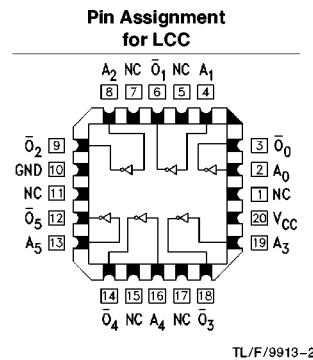 Pin Assignment
for LCC
A₂ NC Ō₁ NC A₁
8 7 6 5 4
Ō₂ 9 3 Ō₀
GND 10 2 A₀
NC 11 1 NC
Ō₅ 12 20 VCC
A₅ 13 19 A₃
14 15 16 17 18
Ō₄ NC A₄ NC Ō₃
TL/F/9913-2